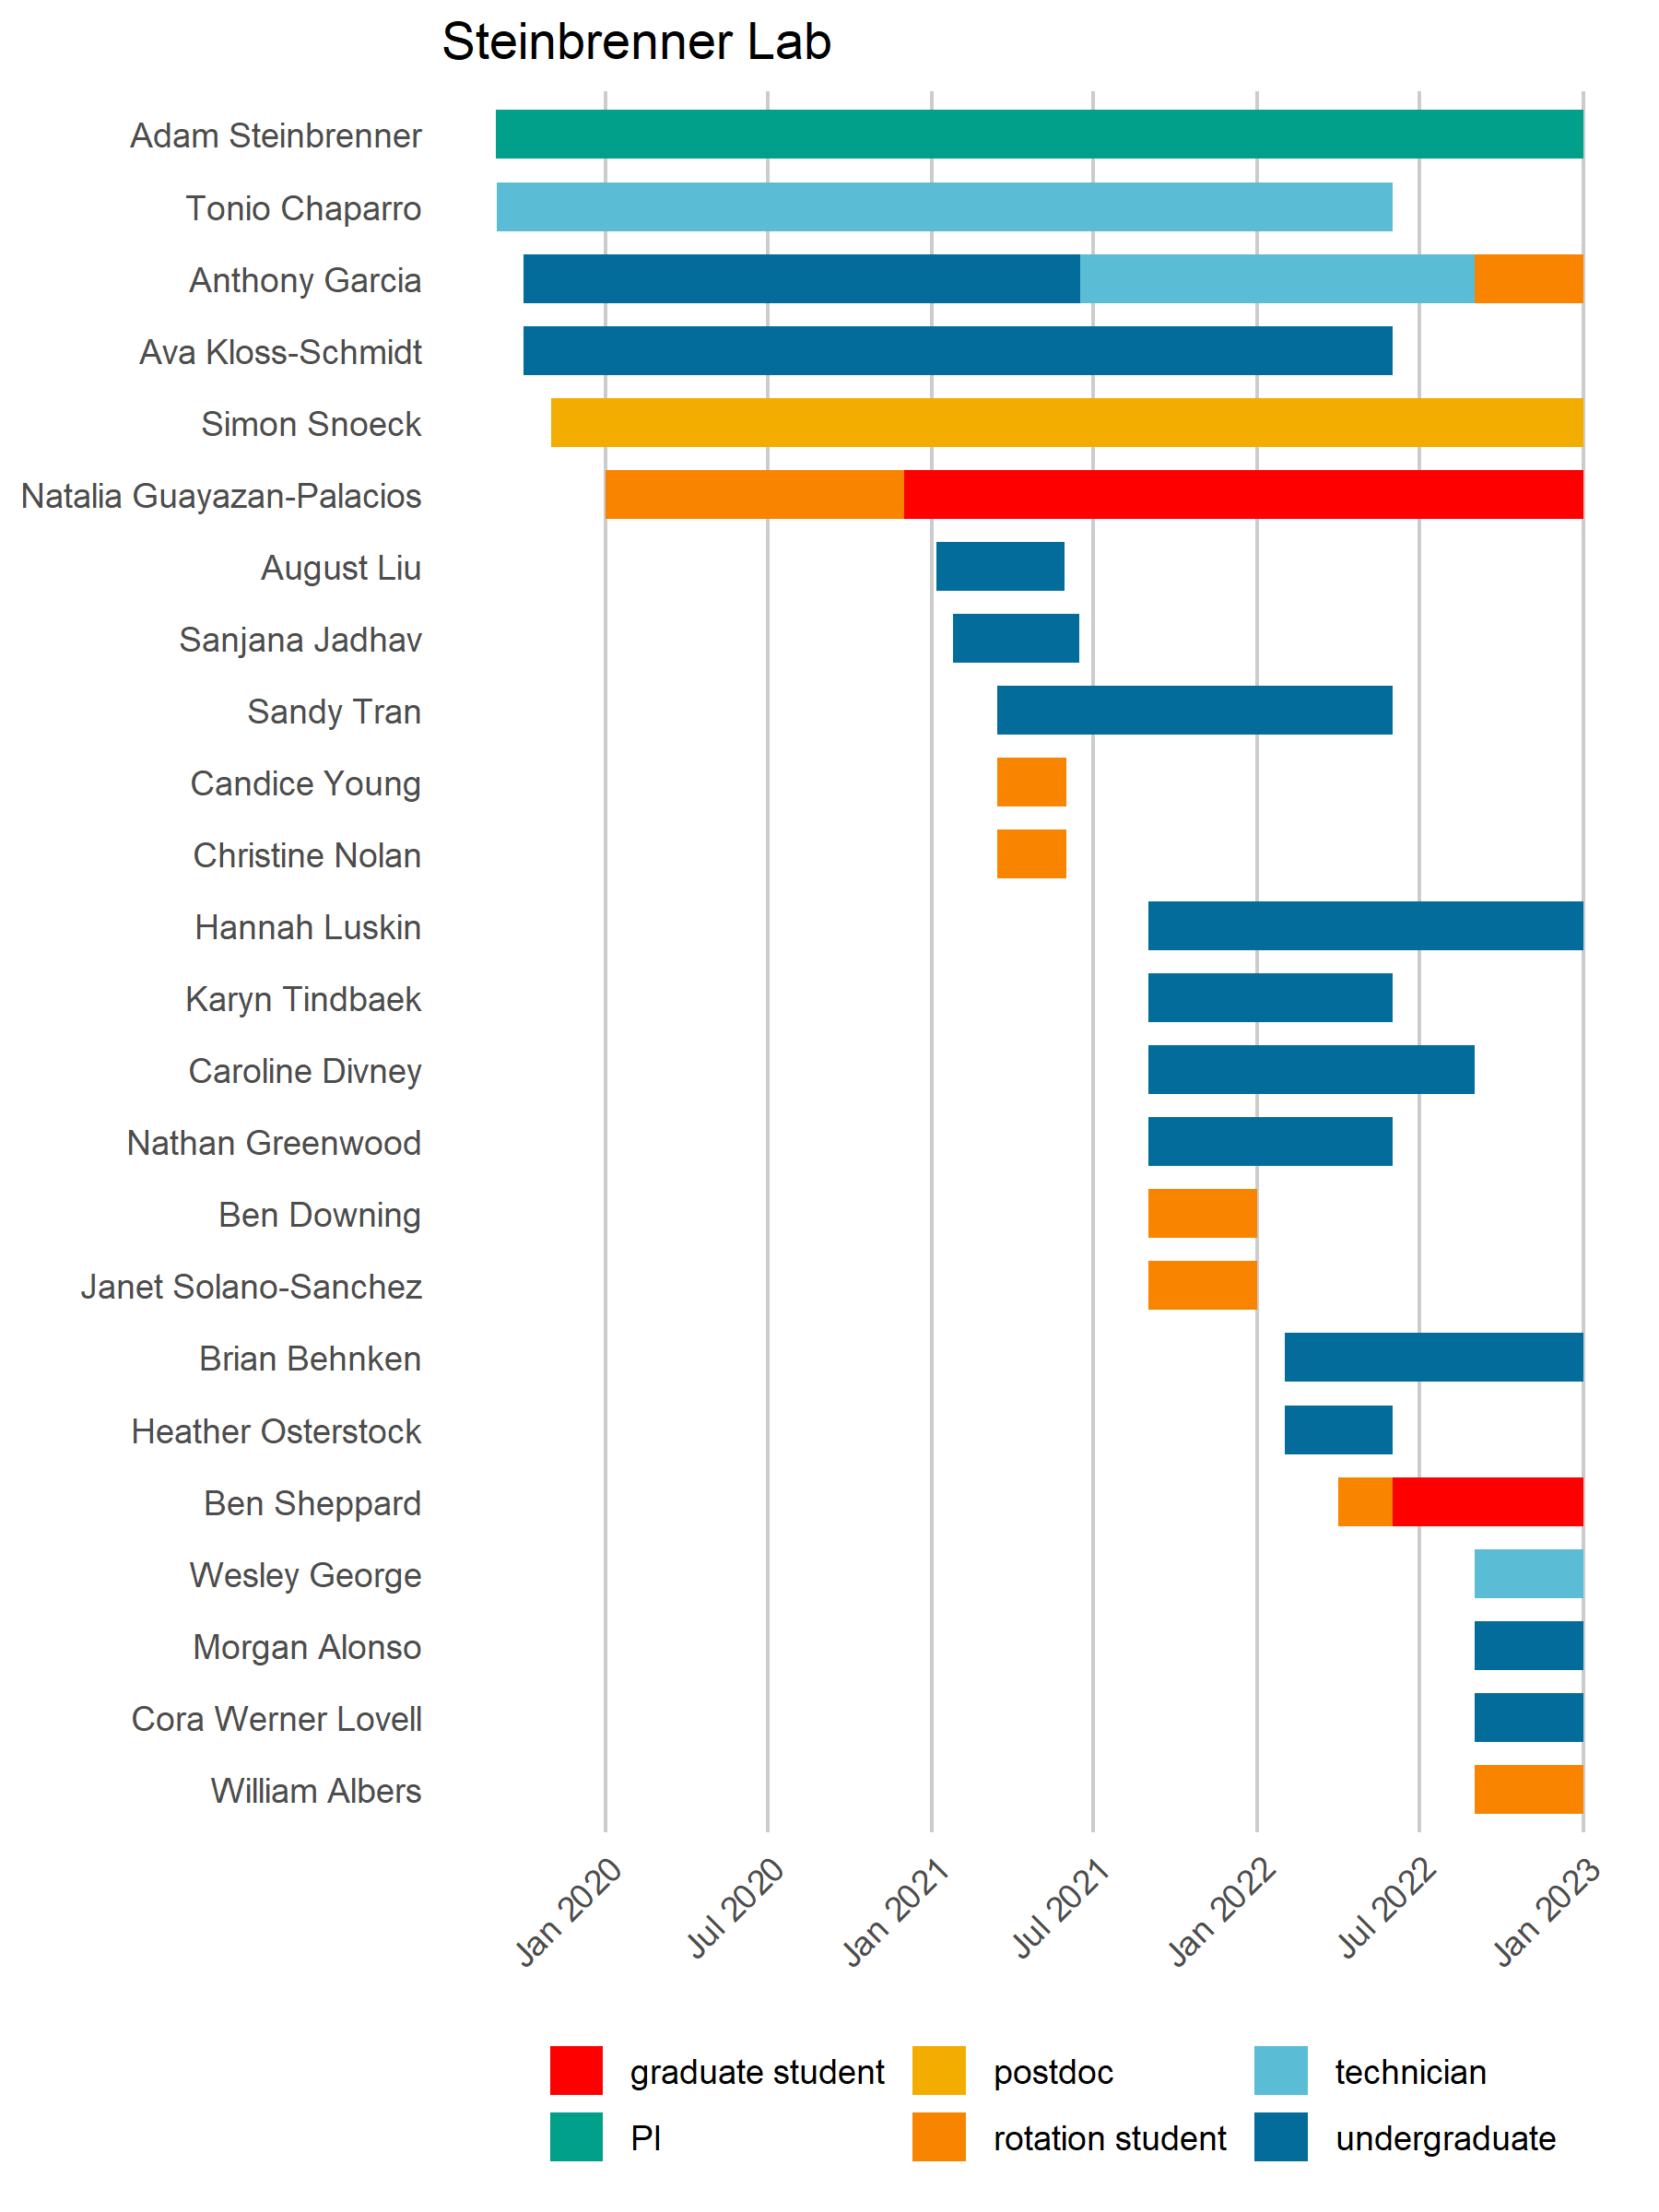 Steinbrenner Lab
Adam Steinbrenner
Tonio Chaparro
Anthony Garcia
Ava Kloss-Schmidt
Simon Snoeck
Natalia Guayazan-Palacios
August Liu
Sanjana Jadhav
Sandy Tran
Candice Young
Christine Nolan
Hannah Luskin
Karyn Tindbaek
Caroline Divney
Nathan Greenwood
Ben Downing
Janet Solano-Sanchez
Brian Behnken
Heather Osterstock
Ben Sheppard
Wesley George
Morgan Alonso
Cora Werner Lovell
William Albers
Jan 2020
Jul 2020
Jan 2021
Jul 2021
Jan 2022
Jul 2022
Jan 2023
graduate student postdoc technician
PI rotation student undergraduate